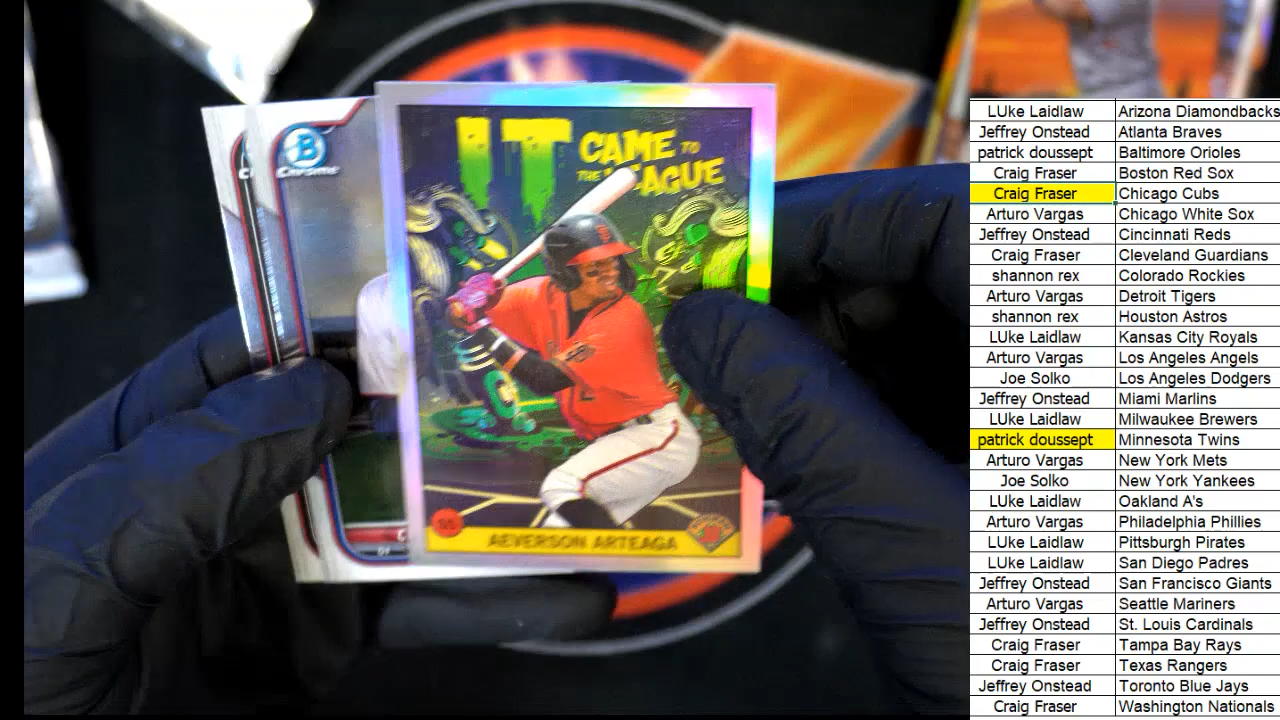 IT CAME TO
THE LEAGUE
AEVERSON ARTEAGA
SS
B
Chrome
LUke Laidlaw Arizona Diamondbacks
Jeffrey Onstead Atlanta Braves
patrick doussept Baltimore Orioles
Craig Fraser Boston Red Sox
Craig Fraser Chicago Cubs
Arturo Vargas Chicago White Sox
Jeffrey Onstead Cincinnati Reds
Craig Fraser Cleveland Guardians
shannon rex Colorado Rockies
Arturo Vargas Detroit Tigers
shannon rex Houston Astros
LUke Laidlaw Kansas City Royals
Arturo Vargas Los Angeles Angels
Joe Solko Los Angeles Dodgers
Jeffrey Onstead Miami Marlins
LUke Laidlaw Milwaukee Brewers
patrick doussept Minnesota Twins
Arturo Vargas New York Mets
Joe Solko New York Yankees
LUke Laidlaw Oakland A's
Arturo Vargas Philadelphia Phillies
LUke Laidlaw Pittsburgh Pirates
LUke Laidlaw San Diego Padres
Jeffrey Onstead San Francisco Giants
Arturo Vargas Seattle Mariners
Jeffrey Onstead St. Louis Cardinals
Craig Fraser Tampa Bay Rays
Craig Fraser Texas Rangers
Jeffrey Onstead Toronto Blue Jays
Craig Fraser Washington Nationals